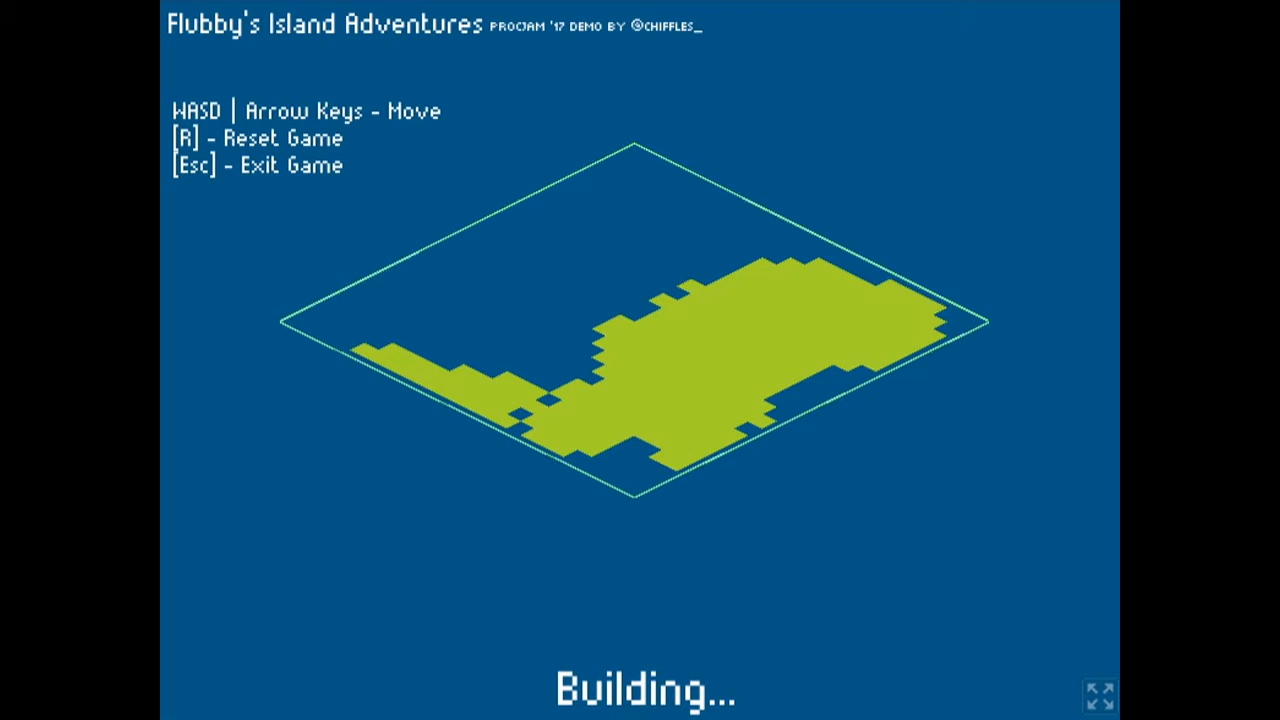 Flubby's Island Adventures PROCJAM '17 DEMO BY @CHIFFLES_
WASD | Arrow Keys - Move
[R] - Reset Game
[Esc] - Exit Game
Building...